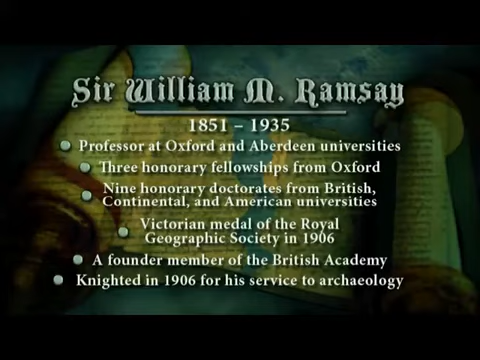 Sir William M. Ramsay
1851 – 1935
Professor at Oxford and Aberdeen universities
Three honorary fellowships from Oxford
Nine honorary doctorates from British,
Continental, and American universities
Victorian medal of the Royal
Geographic Society in 1906
A founder member of the British Academy
Knighted in 1906 for his service to archaeology